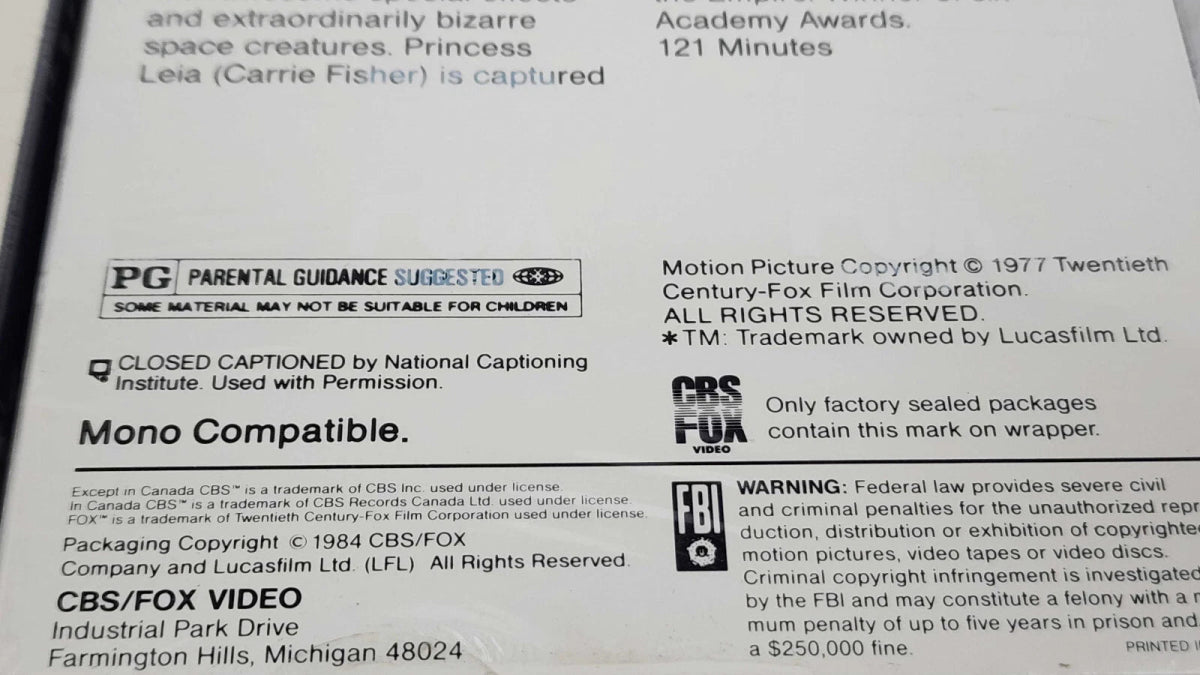 and extraordinarily bizarre
space creatures. Princess
Leia (Carrie Fisher) is captured
Academy Awards.
121 Minutes
PG PARENTAL GUIDANCE SUGGESTED
SOME MATERIAL MAY NOT BE SUITABLE FOR CHILDREN
CLOSED CAPTIONED by National Captioning
Institute. Used with Permission.
Mono Compatible.
Motion Picture Copyright © 1977 Twentieth
Century-Fox Film Corporation.
ALL RIGHTS RESERVED.
*TM: Trademark owned by Lucasfilm Ltd.
CBS
FOX
VIDEO
Only factory sealed packages
contain this mark on wrapper.
Except in Canada CBS™ is a trademark of CBS Inc. used under license.
In Canada CBS™ is a trademark of CBS Records Canada Ltd. used under license.
FOX™ is a trademark of Twentieth Century-Fox Film Corporation used under license.
Packaging Copyright © 1984 CBS/FOX
Company and Lucasfilm Ltd. (LFL) All Rights Reserved.
CBS/FOX VIDEO
Industrial Park Drive
Farmington Hills, Michigan 48024
FBI
WARNING: Federal law provides severe civil
and criminal penalties for the unauthorized repr
duction, distribution or exhibition of copyrighte
motion pictures, video tapes or video discs.
Criminal copyright infringement is investigated
by the FBI and may constitute a felony with a m
mum penalty of up to five years in prison and
a $250,000 fine.
PRINTED I